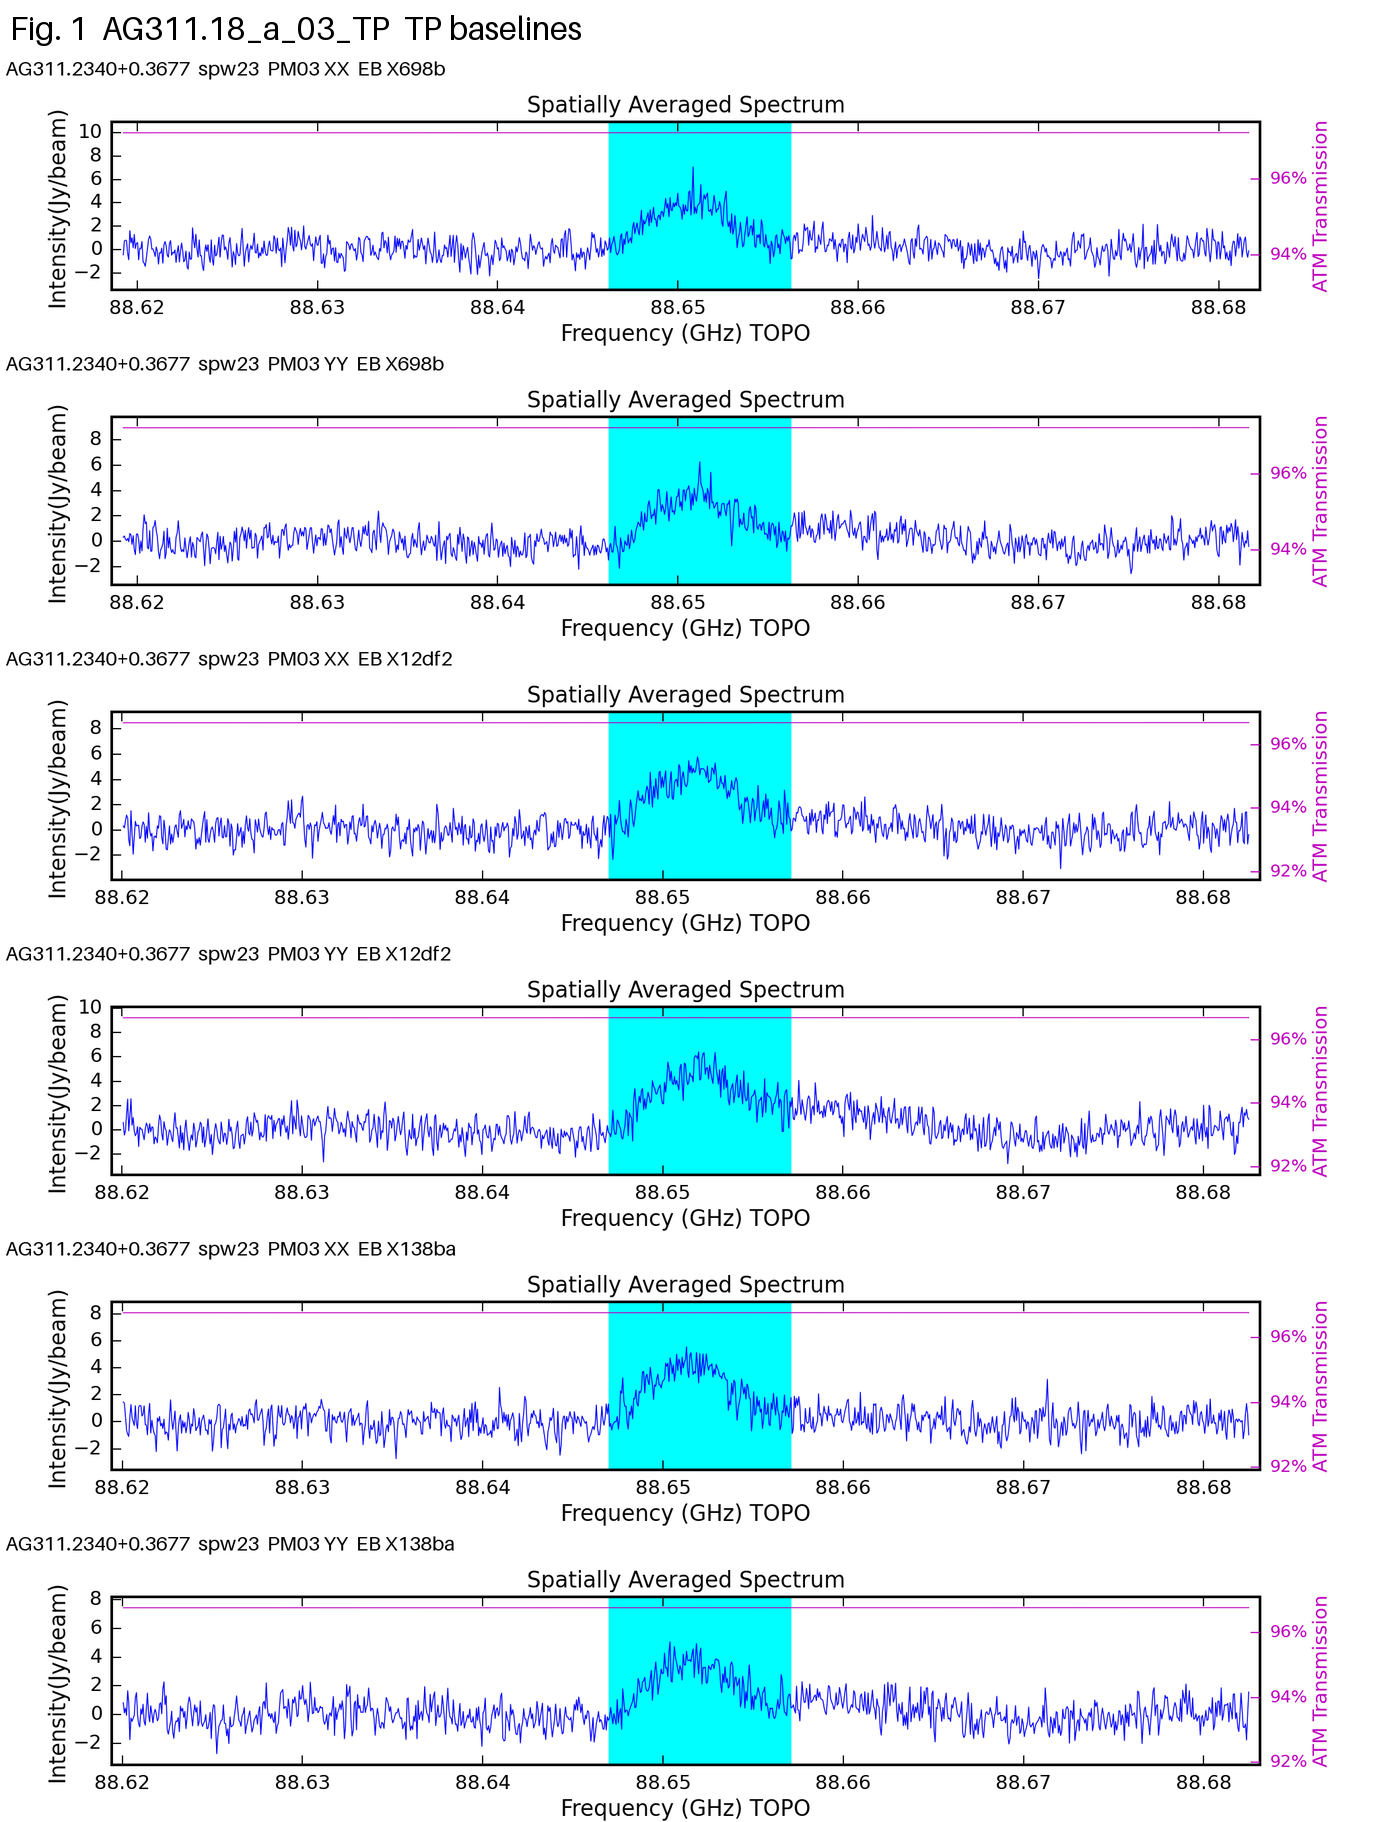 Fig. 1 AG311.18_a_03_TP TP baselines
AG311.2340+0.3677 spw23 PM03 XX EB X698b
Spatially Averaged Spectrum
Intensity(Jy/beam)
10
8
6
4
2
0
−2
96%
94%
ATM Transmission
88.62 88.63 88.64 88.65 88.66 88.67 88.68
Frequency (GHz) TOPO
AG311.2340+0.3677 spw23 PM03 YY EB X698b
Spatially Averaged Spectrum
Intensity(Jy/beam)
8
6
4
2
0
−2
96%
94%
ATM Transmission
88.62 88.63 88.64 88.65 88.66 88.67 88.68
Frequency (GHz) TOPO
AG311.2340+0.3677 spw23 PM03 XX EB X12df2
Spatially Averaged Spectrum
Intensity(Jy/beam)
8
6
4
2
0
−2
96%
94%
92%
ATM Transmission
88.62 88.63 88.64 88.65 88.66 88.67 88.68
Frequency (GHz) TOPO
AG311.2340+0.3677 spw23 PM03 YY EB X12df2
Spatially Averaged Spectrum
Intensity(Jy/beam)
10
8
6
4
2
0
−2
96%
94%
92%
ATM Transmission
88.62 88.63 88.64 88.65 88.66 88.67 88.68
Frequency (GHz) TOPO
AG311.2340+0.3677 spw23 PM03 XX EB X138ba
Spatially Averaged Spectrum
Intensity(Jy/beam)
8
6
4
2
0
−2
96%
94%
92%
ATM Transmission
88.62 88.63 88.64 88.65 88.66 88.67 88.68
Frequency (GHz) TOPO
AG311.2340+0.3677 spw23 PM03 YY EB X138ba
Spatially Averaged Spectrum
Intensity(Jy/beam)
8
6
4
2
0
−2
96%
94%
92%
ATM Transmission
88.62 88.63 88.64 88.65 88.66 88.67 88.68
Frequency (GHz) TOPO